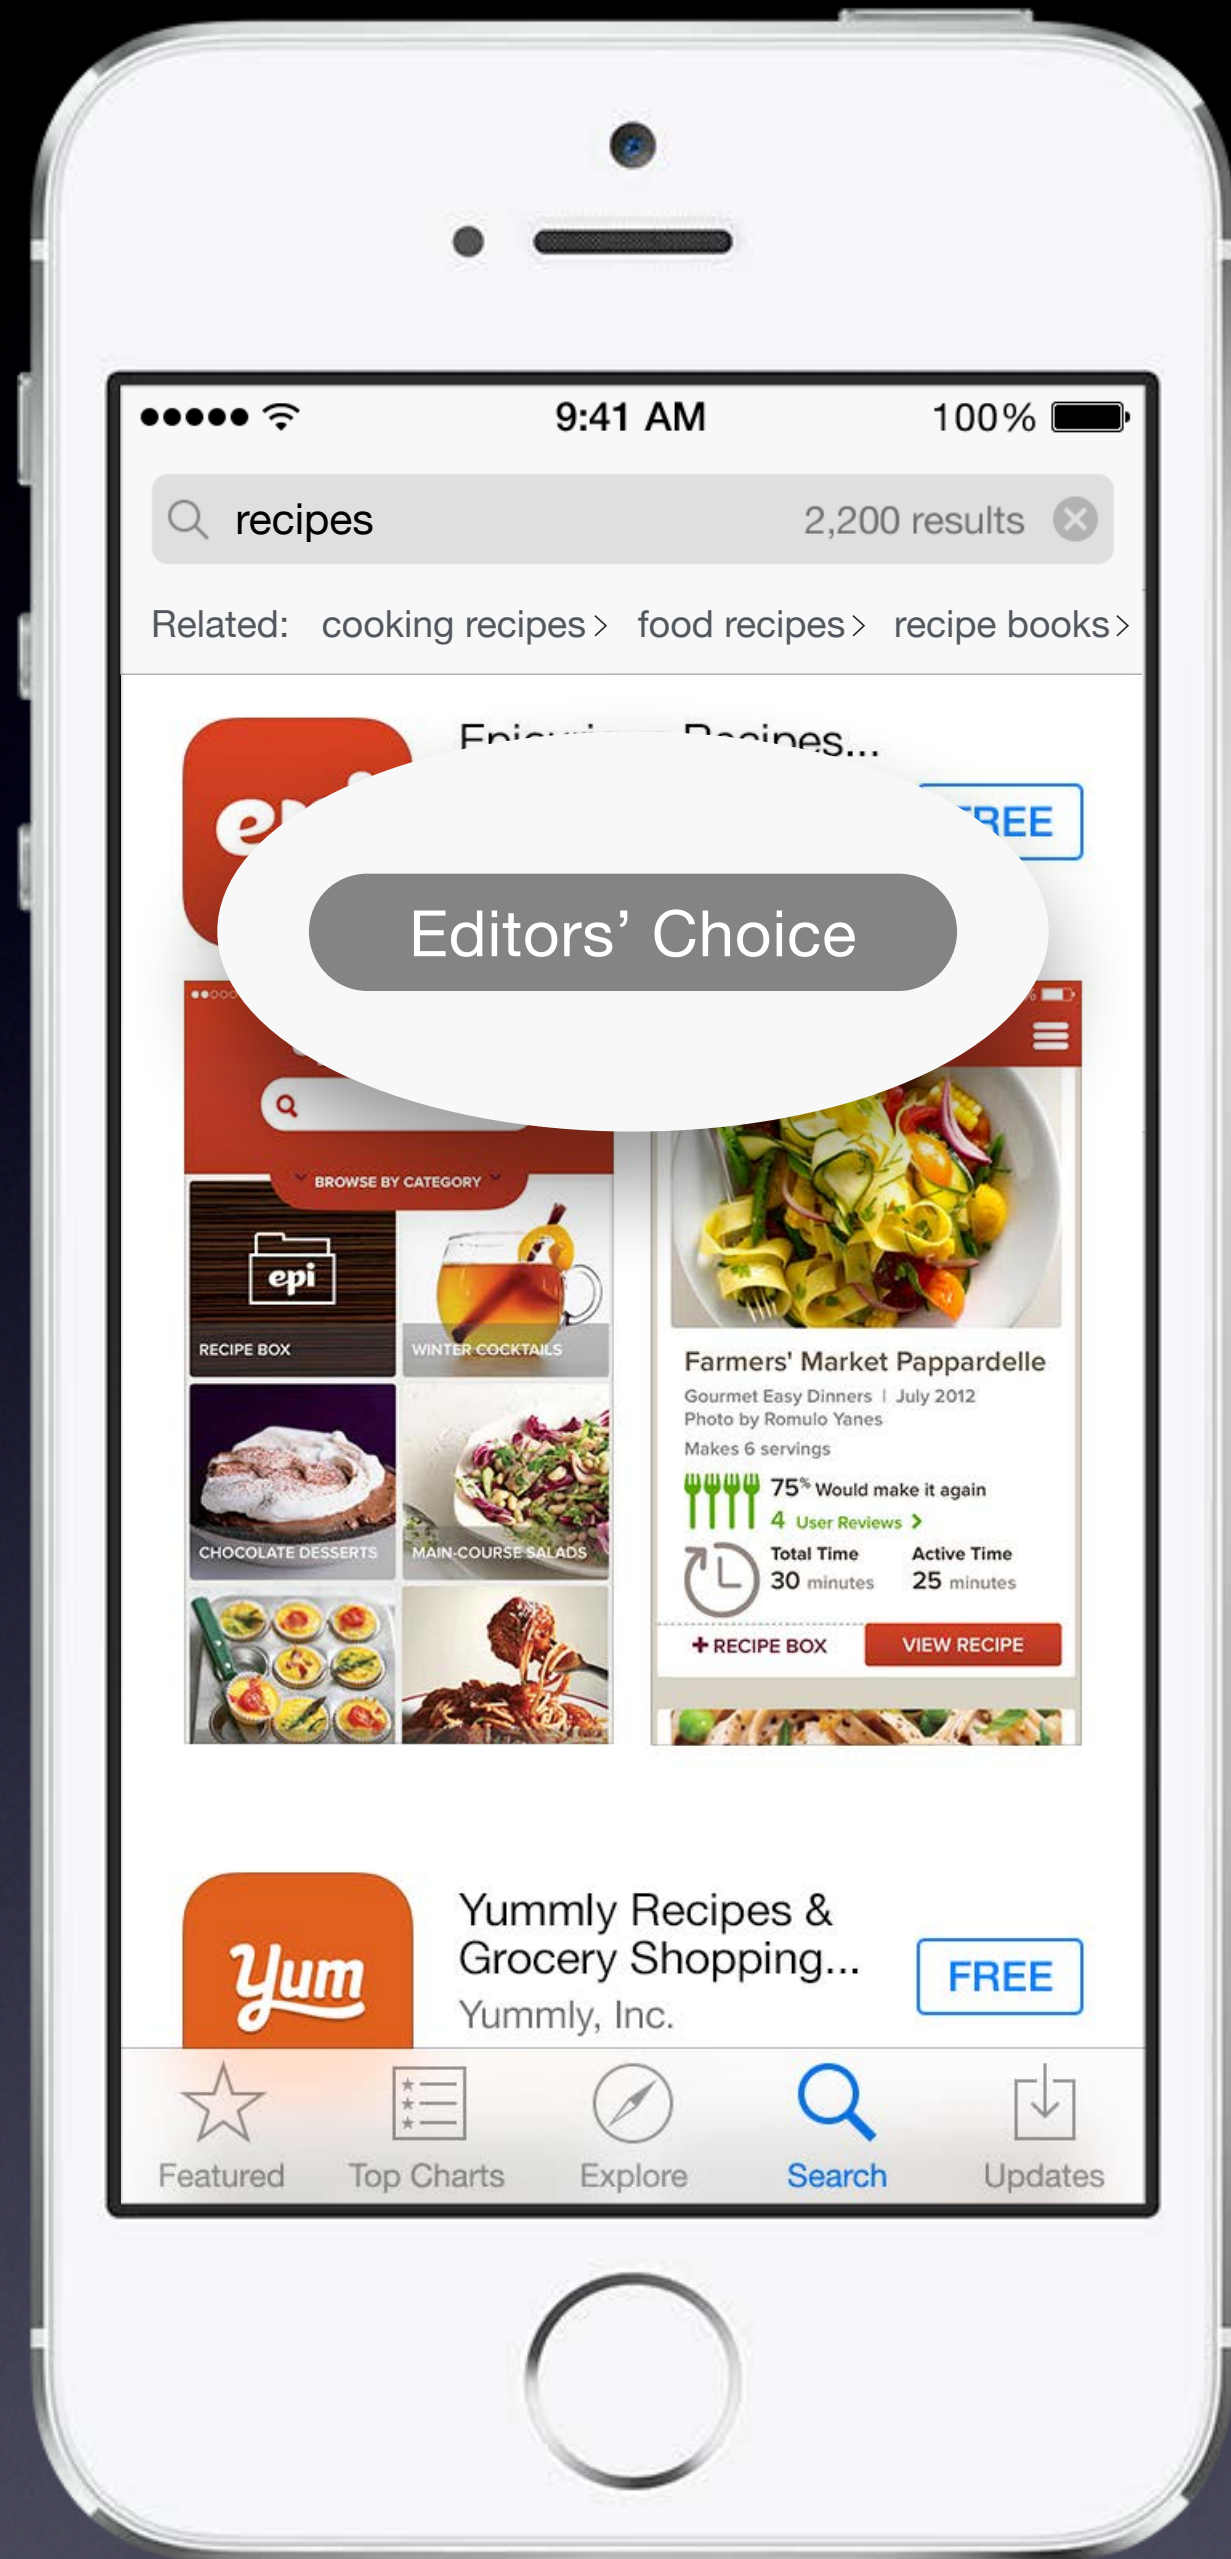 9:41 AM 100%
recipes 2,200 results
Related: cooking recipes > food recipes > recipe books >
Recipes...
FREE
Editors’ Choice
BROWSE BY CATEGORY
epi
RECIPE BOX
WINTER COCKTAILS
CHOCOLATE DESSERTS
MAIN-COURSE SALADS
Farmers' Market Pappardelle
Gourmet Easy Dinners | July 2012
Photo by Romulo Yanes
Makes 6 servings
75% Would make it again
4 User Reviews >
Total Time Active Time
30 minutes 25 minutes
+ RECIPE BOX VIEW RECIPE
Yum
Yummly Recipes &
Grocery Shopping...
FREE
Yummly, Inc.
Featured Top Charts Explore Search Updates